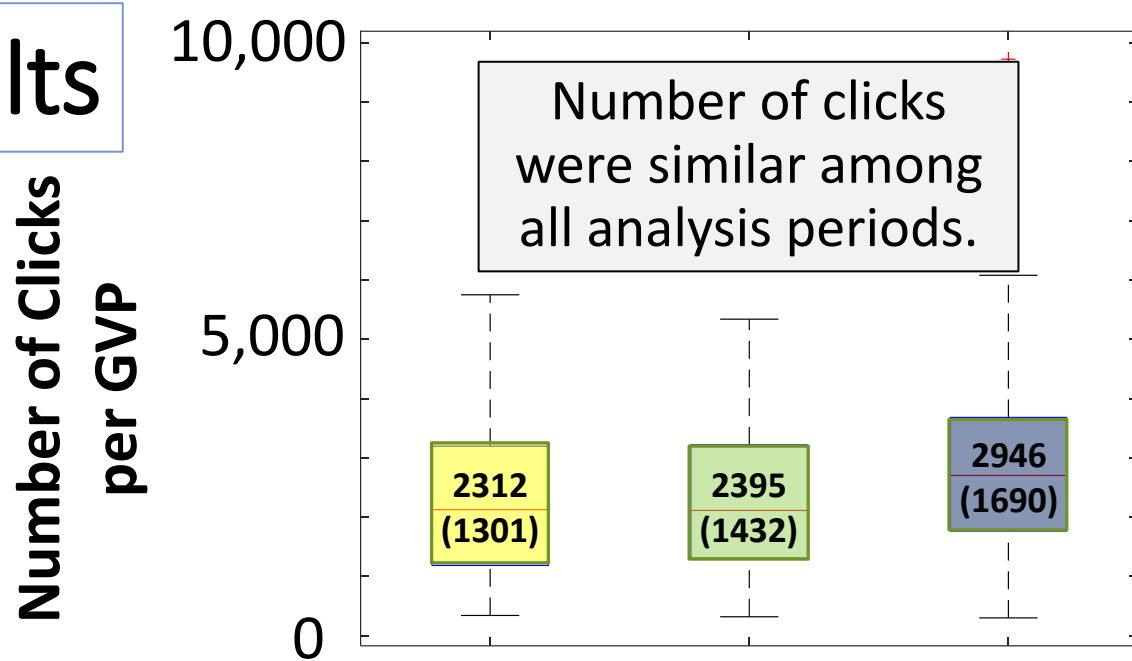 lts
Number of Clicks
per GVP
10,000
5,000
0
Number of clicks
were similar among
all analysis periods.
2312
(1301)
2395
(1432)
2946
(1690)